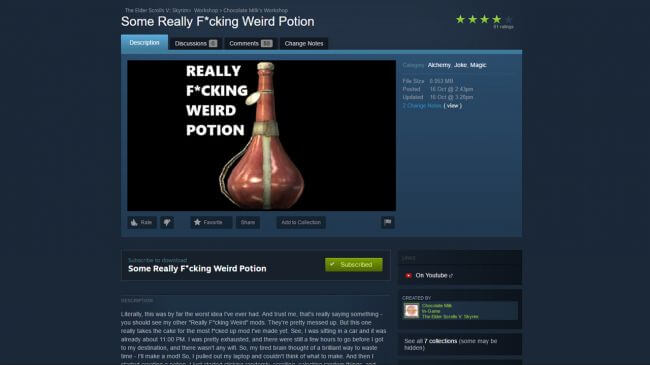 The Elder Scrolls V: Skyrim> Workshop > Chocolate Milk's Workshop
Some Really F*cking Weird Potion
91 ratings
Description Discussions 6 Comments Change Notes
REALLY
F*CKING
WEIRD
POTION
Category: Alchemy, Joke, Magic
File Size 0.053 MB
Posted 16 Oct @ 2:43pm
Updated 16 Oct @ 3:26pm
2 Change Notes ( view )
Rate Favorite Share Add to Collection
Subscribe to download
Some Really F*cking Weird Potion
Subscribed
LINKS
On Youtube
CREATED BY
Chocolate Milk
In-Game
The Elder Scrolls V: Skyrim
See all 7 collections (some may be
hidden)
DESCRIPTION
Literally, this was by far the worst idea I've ever had. And trust me, that's really saying something -
you should see my other "Really F*cking Weird" mods. They're pretty messed up. But this one
really takes the cake for the most f*cked up mod I've made yet. See, I was sitting in a car and it was
already about 11:00 PM. I was pretty exhausted, and there were still a few hours to go before I got
to my destination, and there wasn't any wifi. So, my tired brain thought of a brilliant way to waste
time - I'll make a mod! So, I pulled out my laptop and couldn't think of what to make. And then I